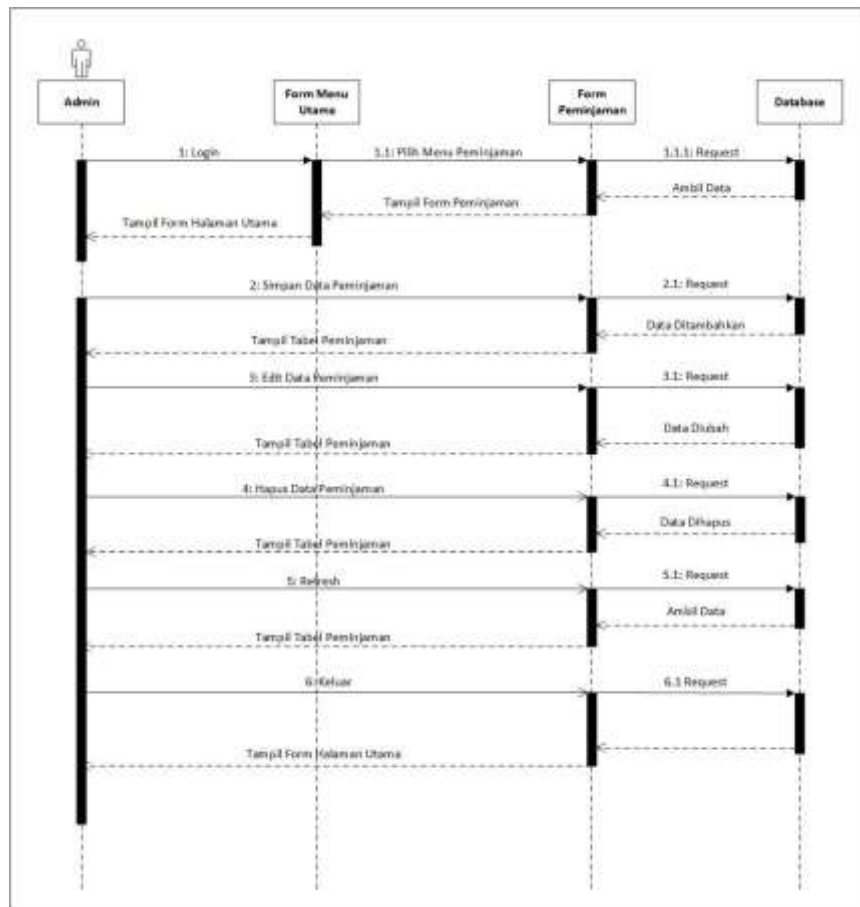 Admin
Form Menu
Utama
Form
Peminjaman
Database
1: Login
1.1: Pilih Menu Peminjaman
1.1.1: Request
Ambil Data
Tampil Form Peminjaman
Tampil Form Halaman Utama
2: Simpan Data Peminjaman
2.1: Request
Data Ditambahkan
Tampil Tabel Peminjaman
3: Edit Data Peminjaman
3.1: Request
Data Diubah
Tampil Tabel Peminjaman
4: Hapus Data Peminjaman
4.1: Request
Data Dihapus
Tampil Tabel Peminjaman
5: Refresh
5.1: Request
Ambil Data
Tampil Tabel Peminjaman
6: Keluar
6.1 Request
Tampil Form Halaman Utama